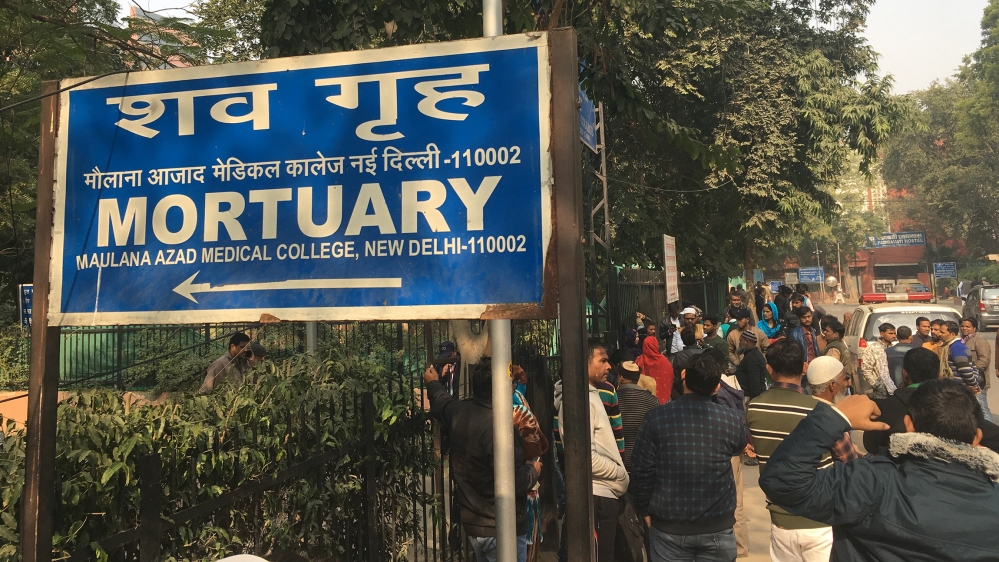 शव गृह
मौलाना आजाद मेडिकल कालेज नई दिल्ली -110002
MORTUARY
MAULANA AZAD MEDICAL COLLEGE, NEW DELHI-110002